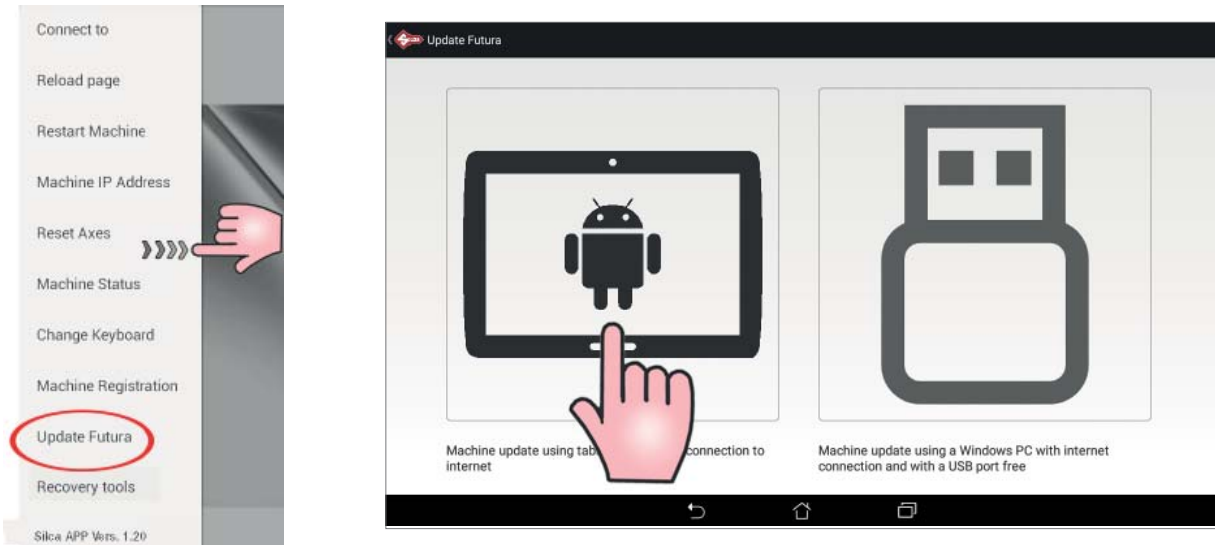 Connect to
Reload page
Restart Machine
Machine IP Address
Reset Axes
Machine Status
Change Keyboard
Machine Registration
Update Futura
Recovery tools
Silca APP Vers. 1.20
Update Futura
Machine update using connection to
internet
Machine update using a Windows PC with internet
connection and with a USB port free